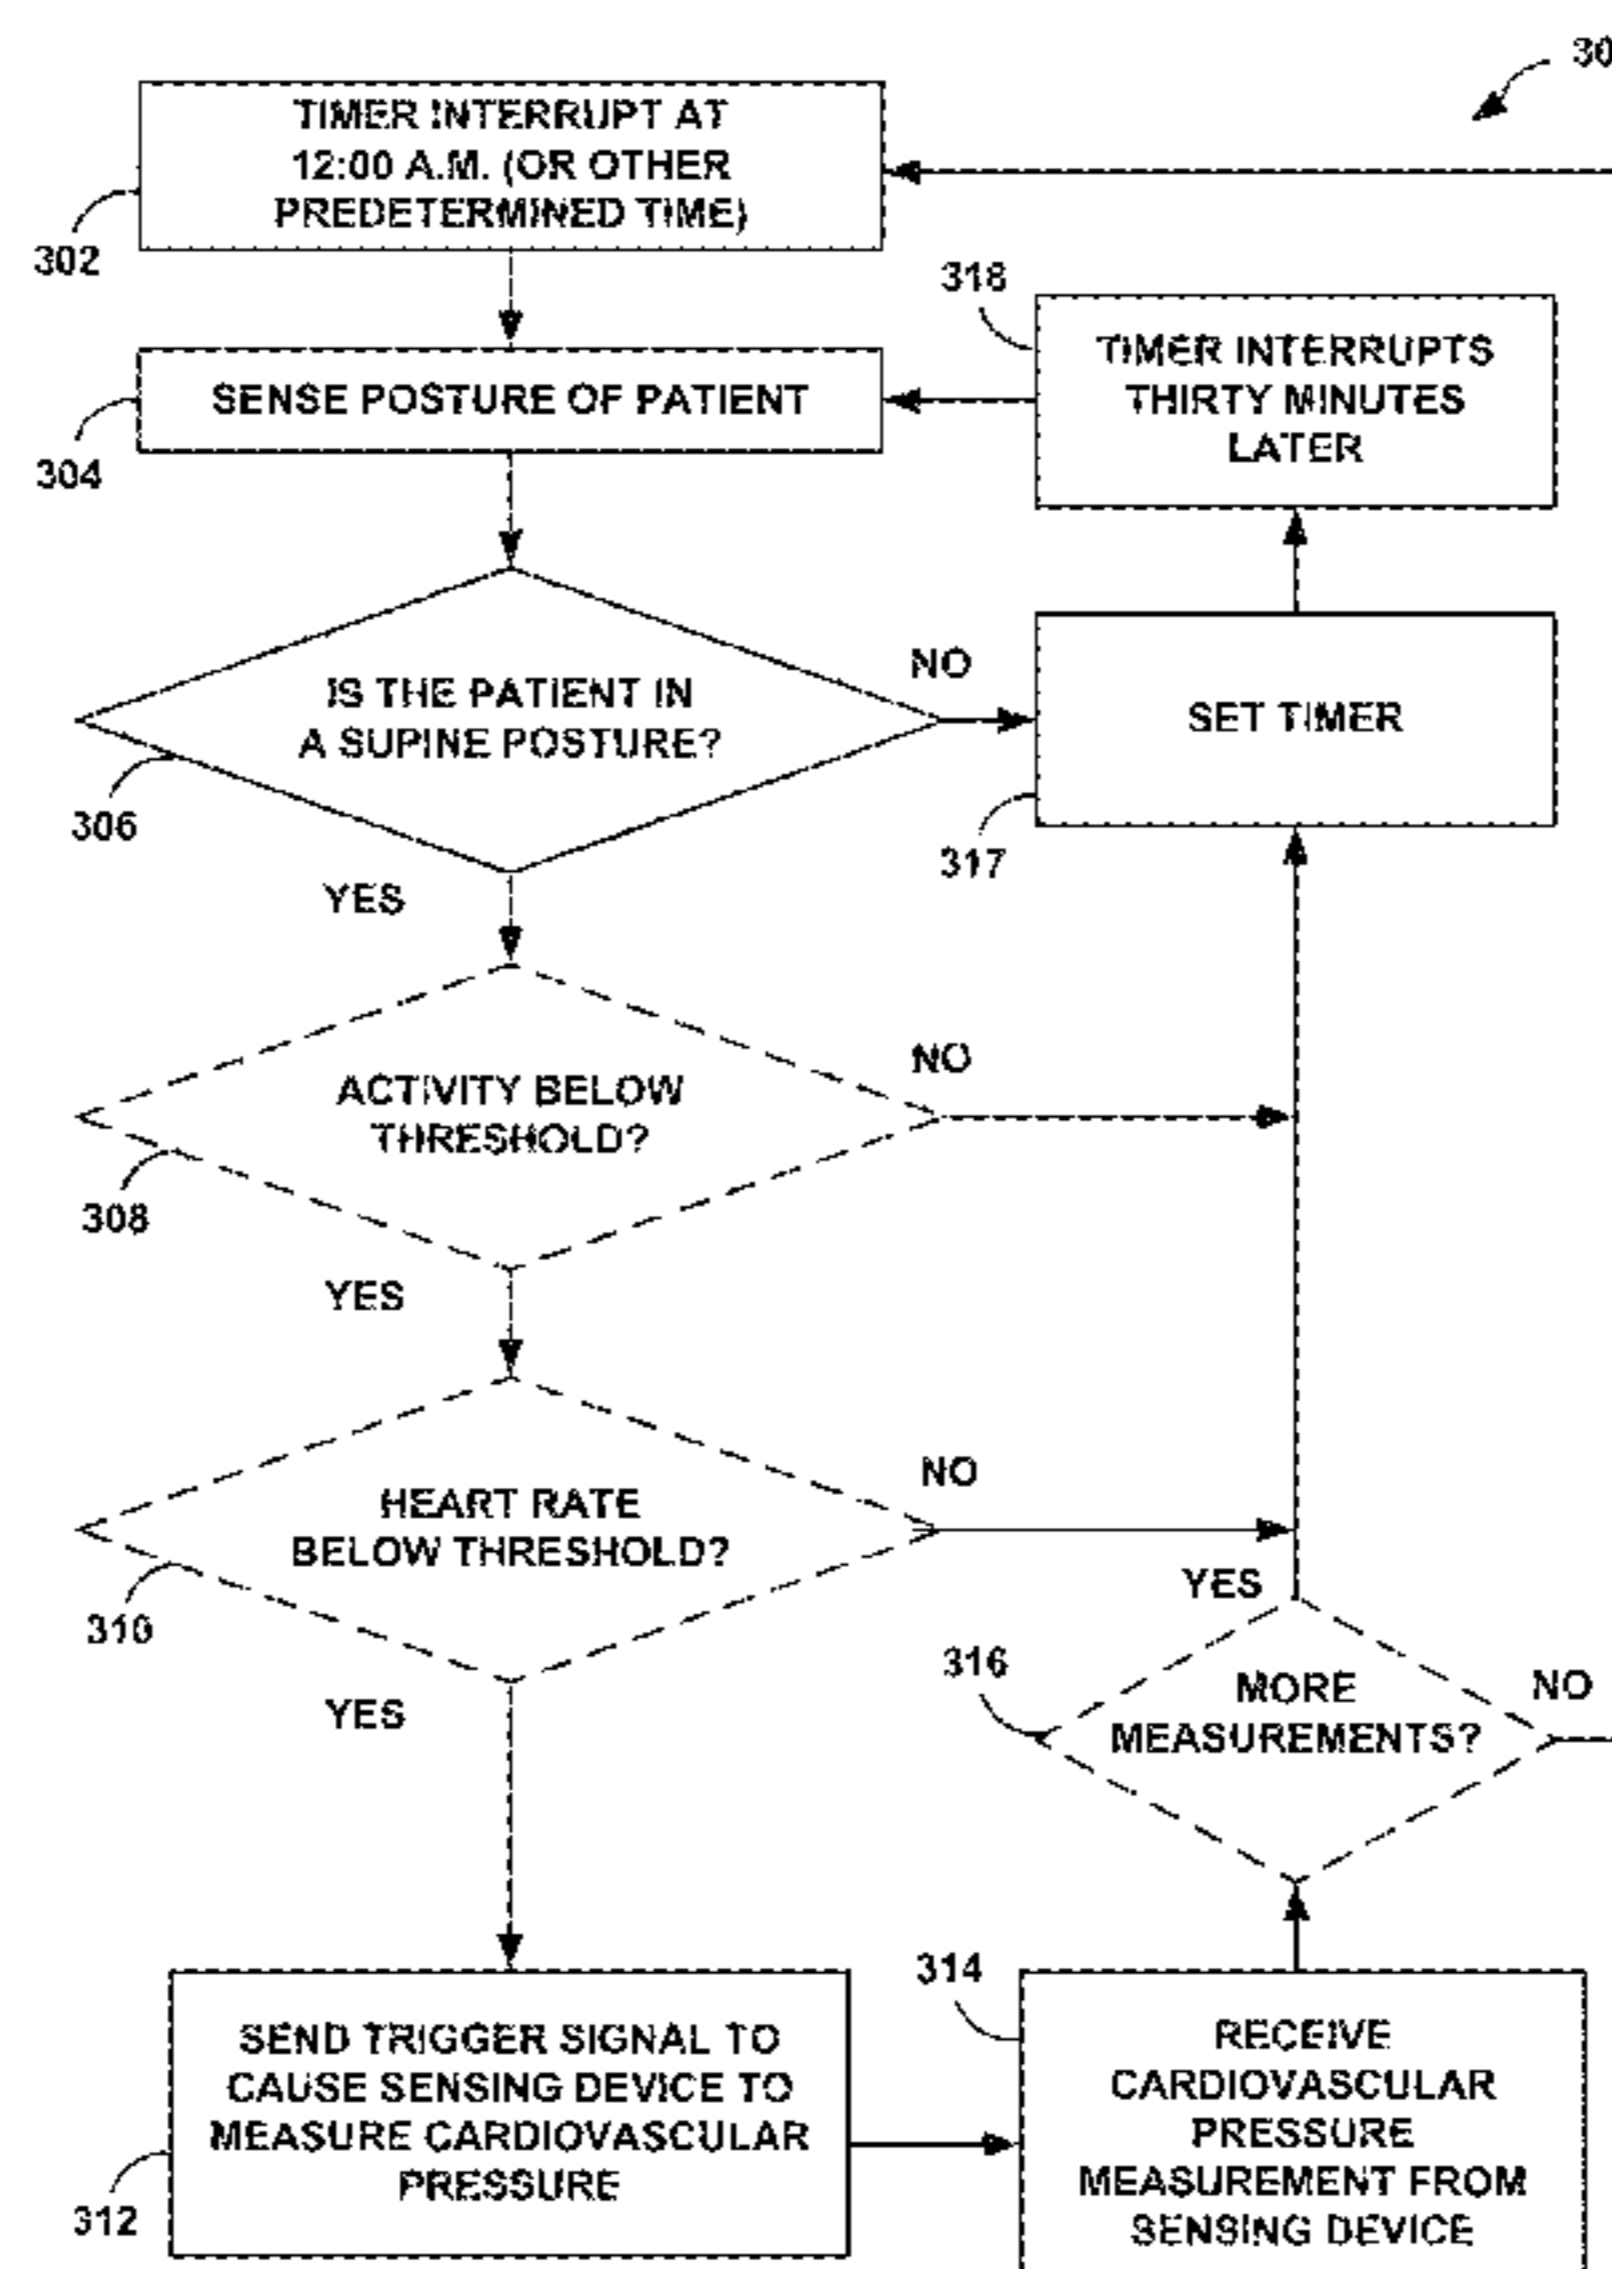 30
TIMER INTERRUPT AT
12:00 A.M. (OR OTHER
PREDETERMINED TIME)
302
318
TIMER INTERRUPTS
THIRTY MINUTES
LATER
SENSE POSTURE OF PATIENT
304
IS THE PATIENT IN
A SUPINE POSTURE?
306
NO
SET TIMER
317
YES
ACTIVITY BELOW
THRESHOLD?
308
NO
YES
HEART RATE
BELOW THRESHOLD?
310
NO
YES
YES
316
MORE
MEASUREMENTS?
NO
SEND TRIGGER SIGNAL TO
CAUSE SENSING DEVICE TO
MEASURE CARDIOVASCULAR
PRESSURE
312
314
RECEIVE
CARDIOVASCULAR
PRESSURE
MEASUREMENT FROM
SENSING DEVICE